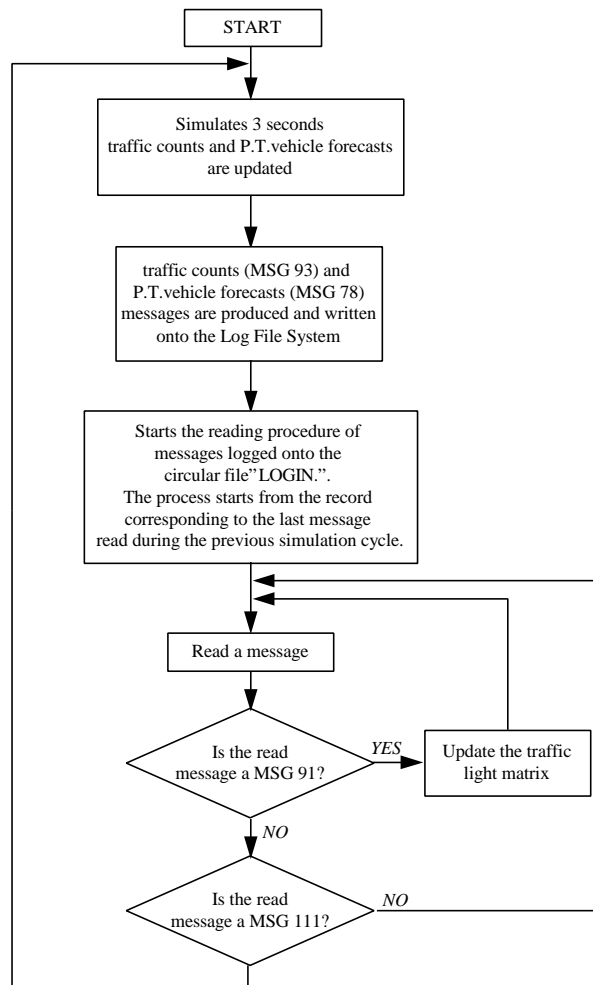 START
Simulates 3 seconds
traffic counts and P.T.vehicle forecasts
are updated
traffic counts (MSG 93) and
P.T.vehicle forecasts (MSG 78)
messages are produced and written
onto the Log File System
Starts the reading procedure of
messages logged onto the
circular file”LOGIN.”.
The process starts from the record
corresponding to the last message
read during the previous simulation cycle.
Read a message
Is the read
message a MSG 91?
YES
Update the traffic
light matrix
NO
Is the read
message a MSG 111?
NO